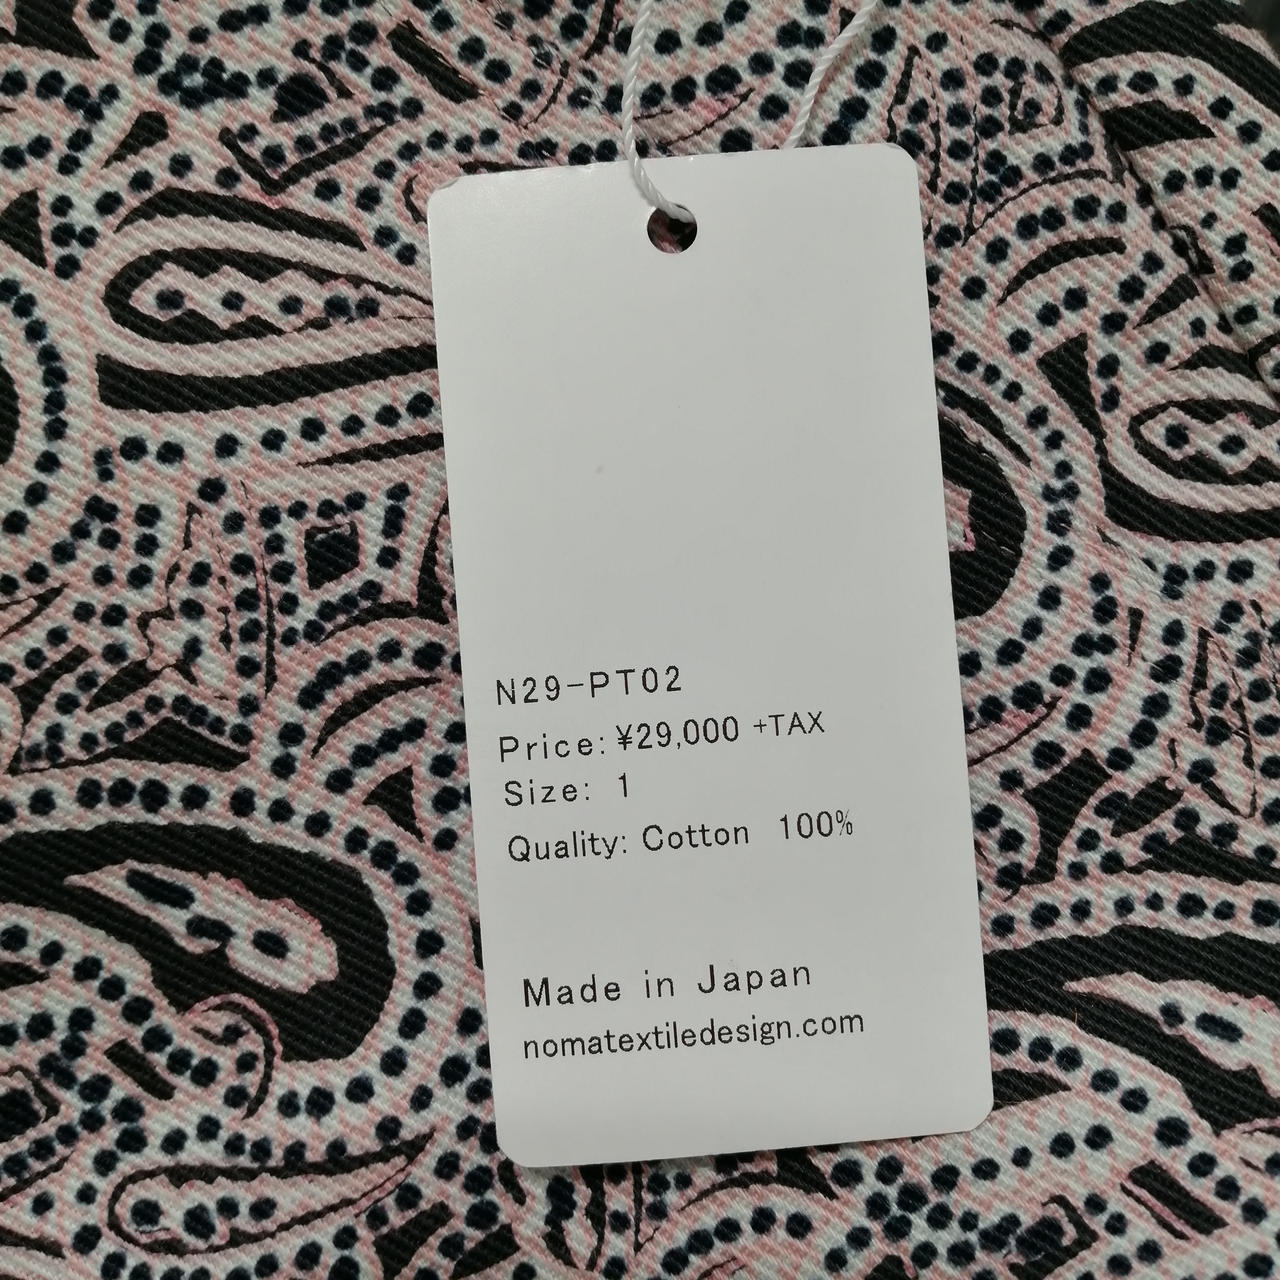 N29-PT02
Price: ¥29,000 +TAX
Size: 1
Quality: Cotton 100%
Made in Japan
nomatextiledesign.com